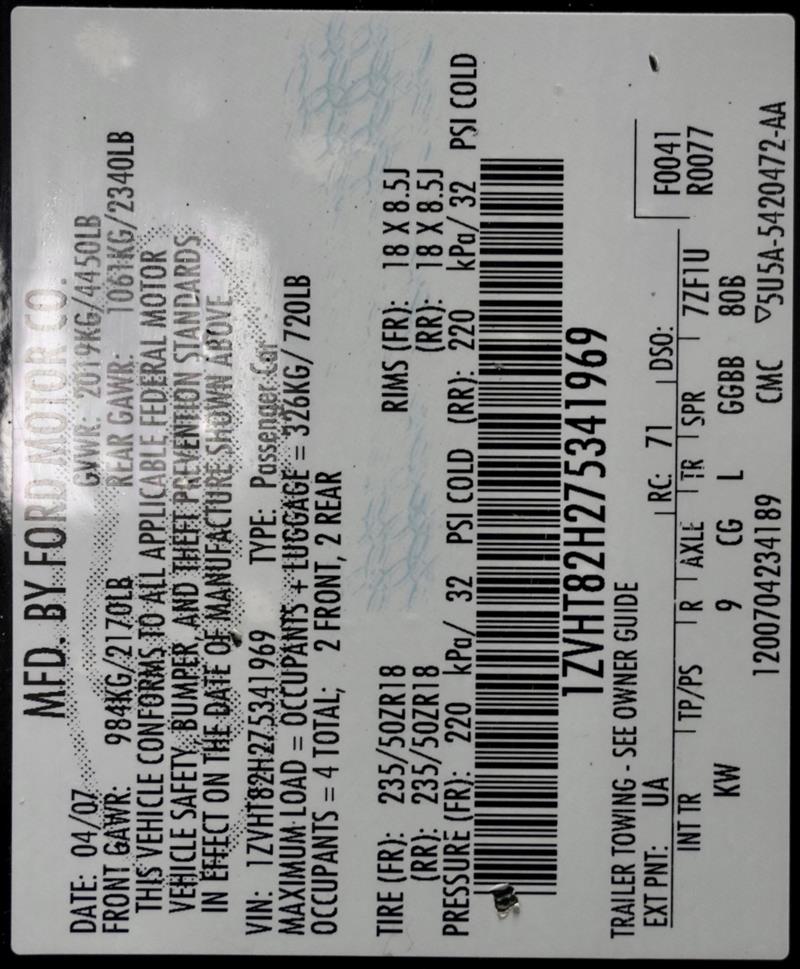 MFD. BY FORD MOTOR CO.
DATE: 04/07 GVWR: 2019KG/4450LB
FRONT GAWR: 984KG/2170LB REAR GAWR: 1061KG/2340LB
THIS VEHICLE CONFORMS TO ALL APPLICABLE FEDERAL MOTOR
VEHICLE SAFETY, BUMPER, AND THEFT PREVENTION STANDARDS
IN EFFECT ON THE DATE OF MANUFACTURE SHOWN ABOVE
VIN: 1ZVHT82H275341969 TYPE: Passenger Car
MAXIMUM LOAD = OCCUPANTS + LUGGAGE = 326KG/720LB
OCCUPANTS = 4 TOTAL; 2 FRONT, 2 REAR
TIRE (FR): 235/50ZR18 RIMS (FR): 18 X 8.5J
(RR): 235/50ZR18 (RR): 18 X 8.5J
PRESSURE (FR): 220 kPa/ 32 PSI COLD (RR): 220 kPa/ 32 PSI COLD
1ZVHT82H275341969
TRAILER TOWING - SEE OWNER GUIDE
EXT PNT: UA RC: 71 DSO: F0041
R0077
INT TR TP/PS R AXLE TR SPR 7ZF1U
KW 9 CG L GGBB 80B
1200704234189 CMC ▽5U5A-5420472-AA